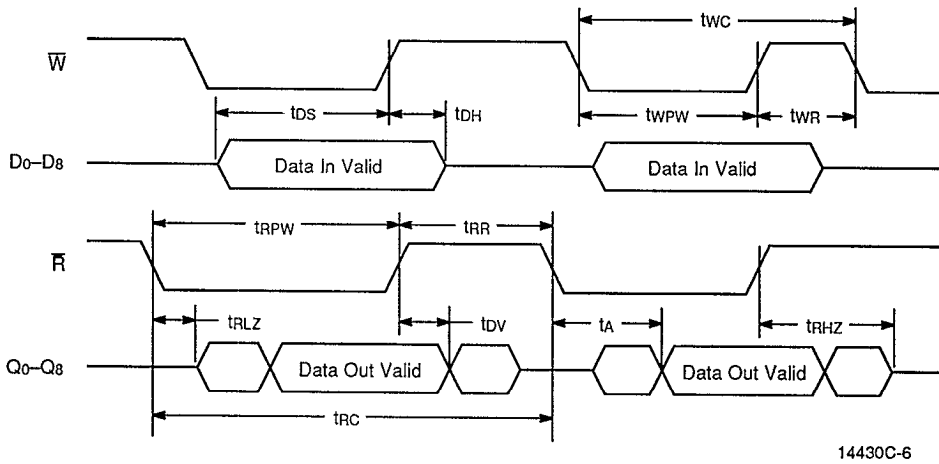 tWC
W̅
tDS
tDH
tWPW
tWR
D0–D8
Data In Valid
Data In Valid
tRPW
tRR
R̅
tRLZ
tDV
tA
tRHZ
Q0–Q8
Data Out Valid
Data Out Valid
tRC
14430C-6